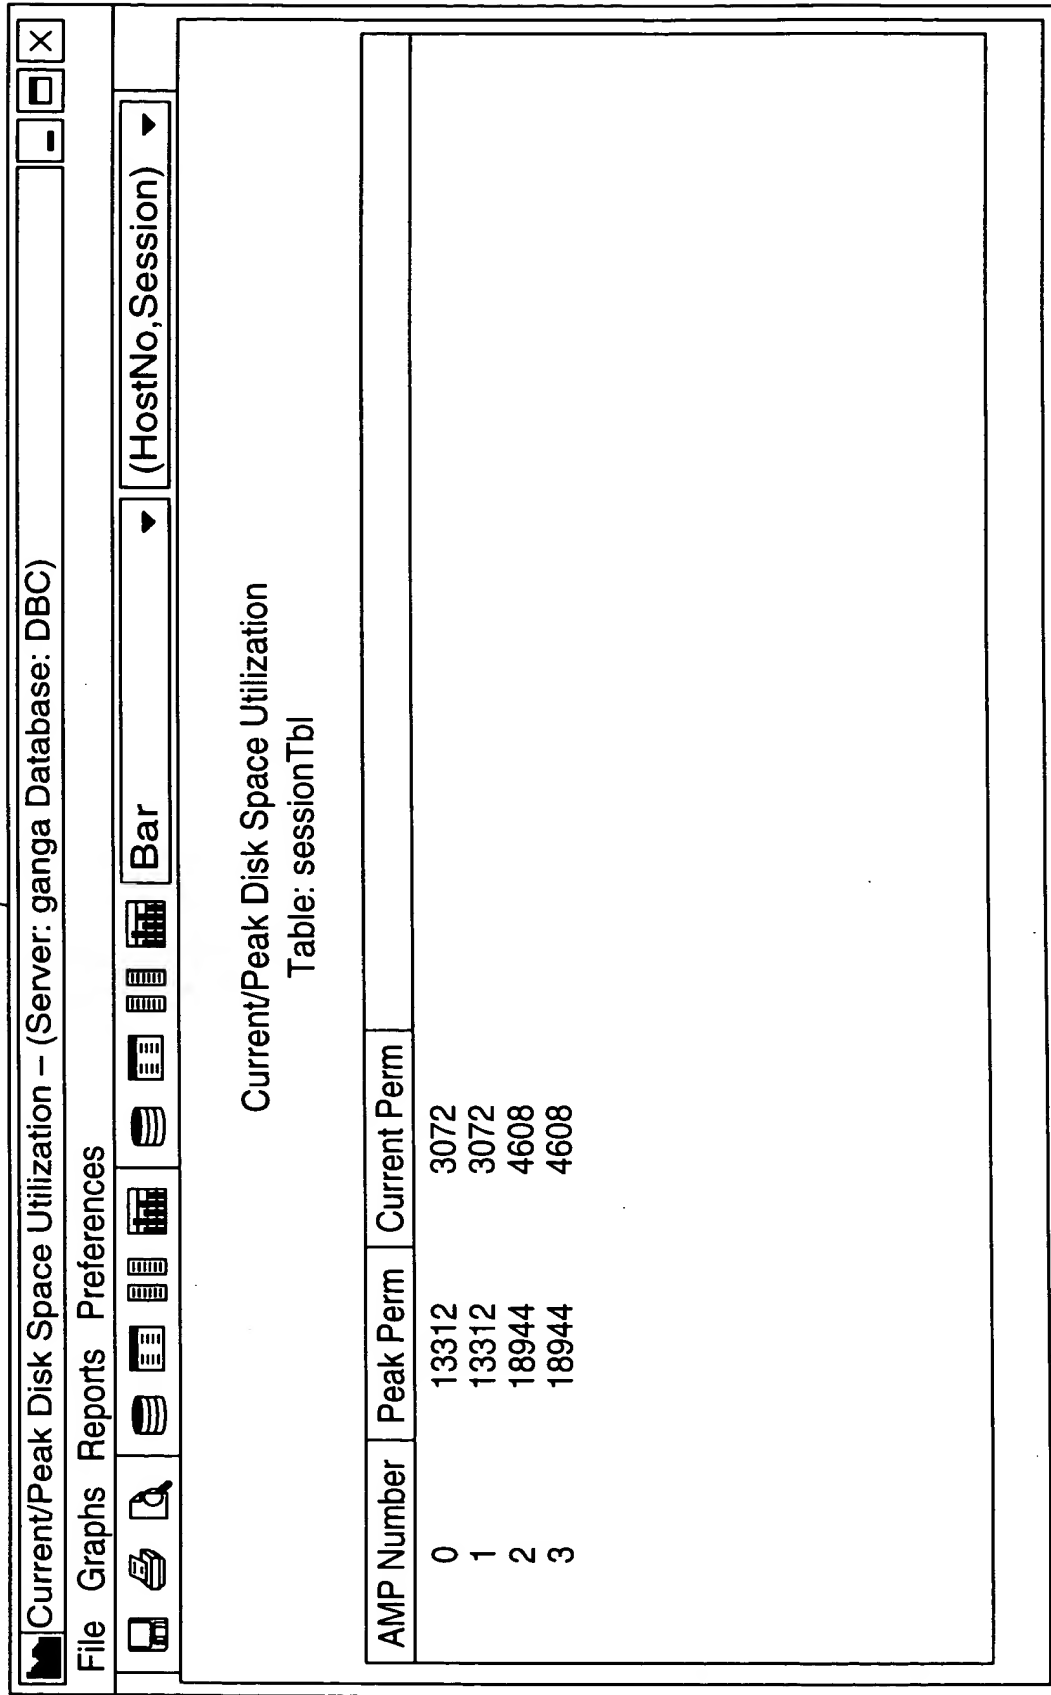 Current/Peak Disk Space Utilization – (Server: ganga Database: DBC)
File Graphs Reports Preferences
Bar (HostNo,Session)
Current/Peak Disk Space Utilization
Table: sessionTbl
AMP Number Peak Perm Current Perm
0 13312 3072
1 13312 3072
2 18944 4608
3 18944 4608